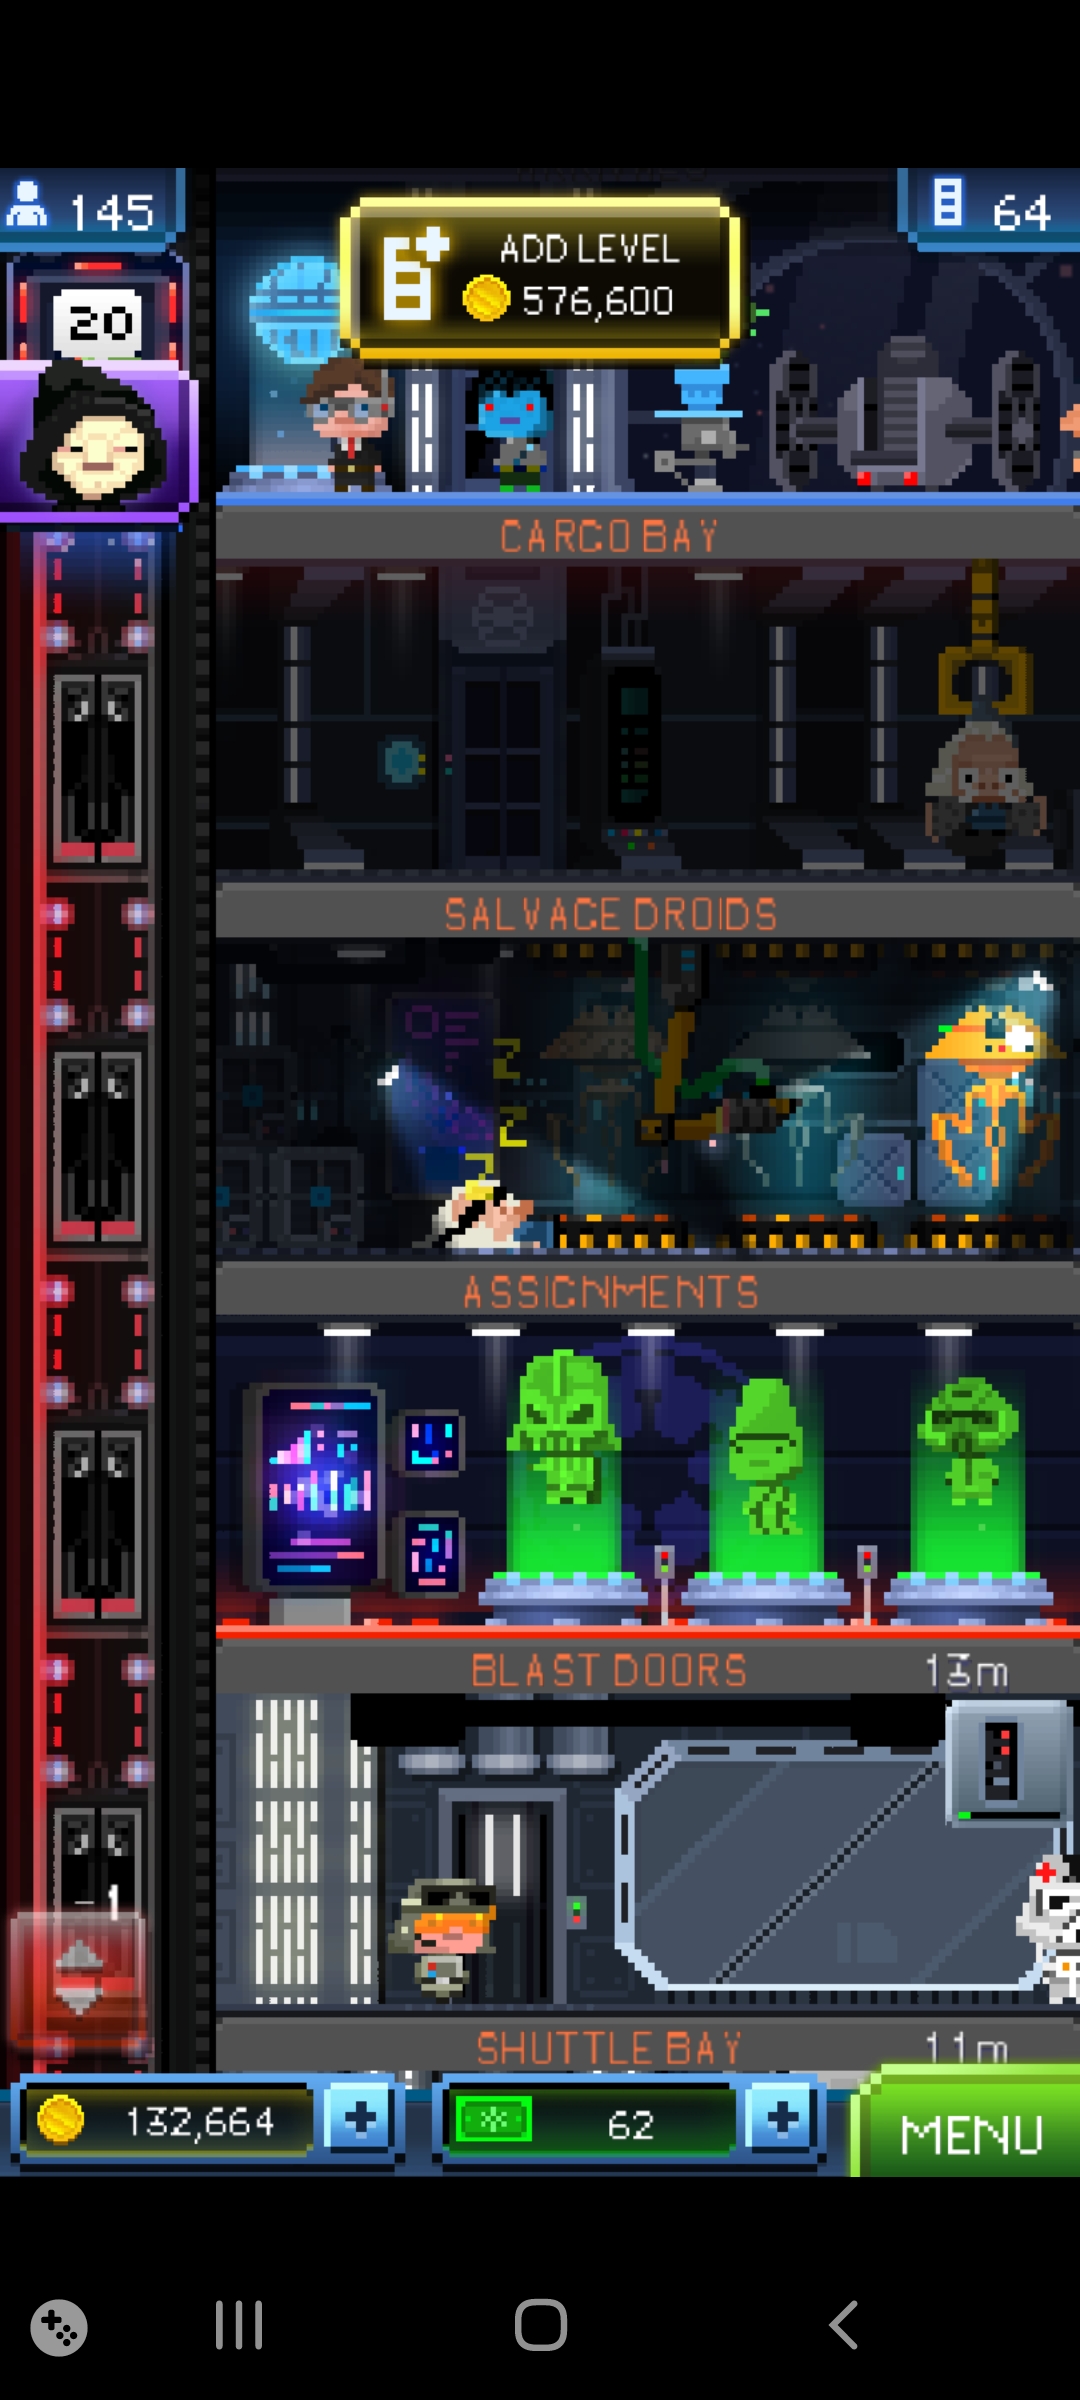 145
64
ADD LEVEL
576,600
20
CARGO BAY
SALVAGE DROIDS
ASSIGNMENTS
BLAST DOORS 13m
-1
SHUTTLE BAY 11m
132,664
62
MENU